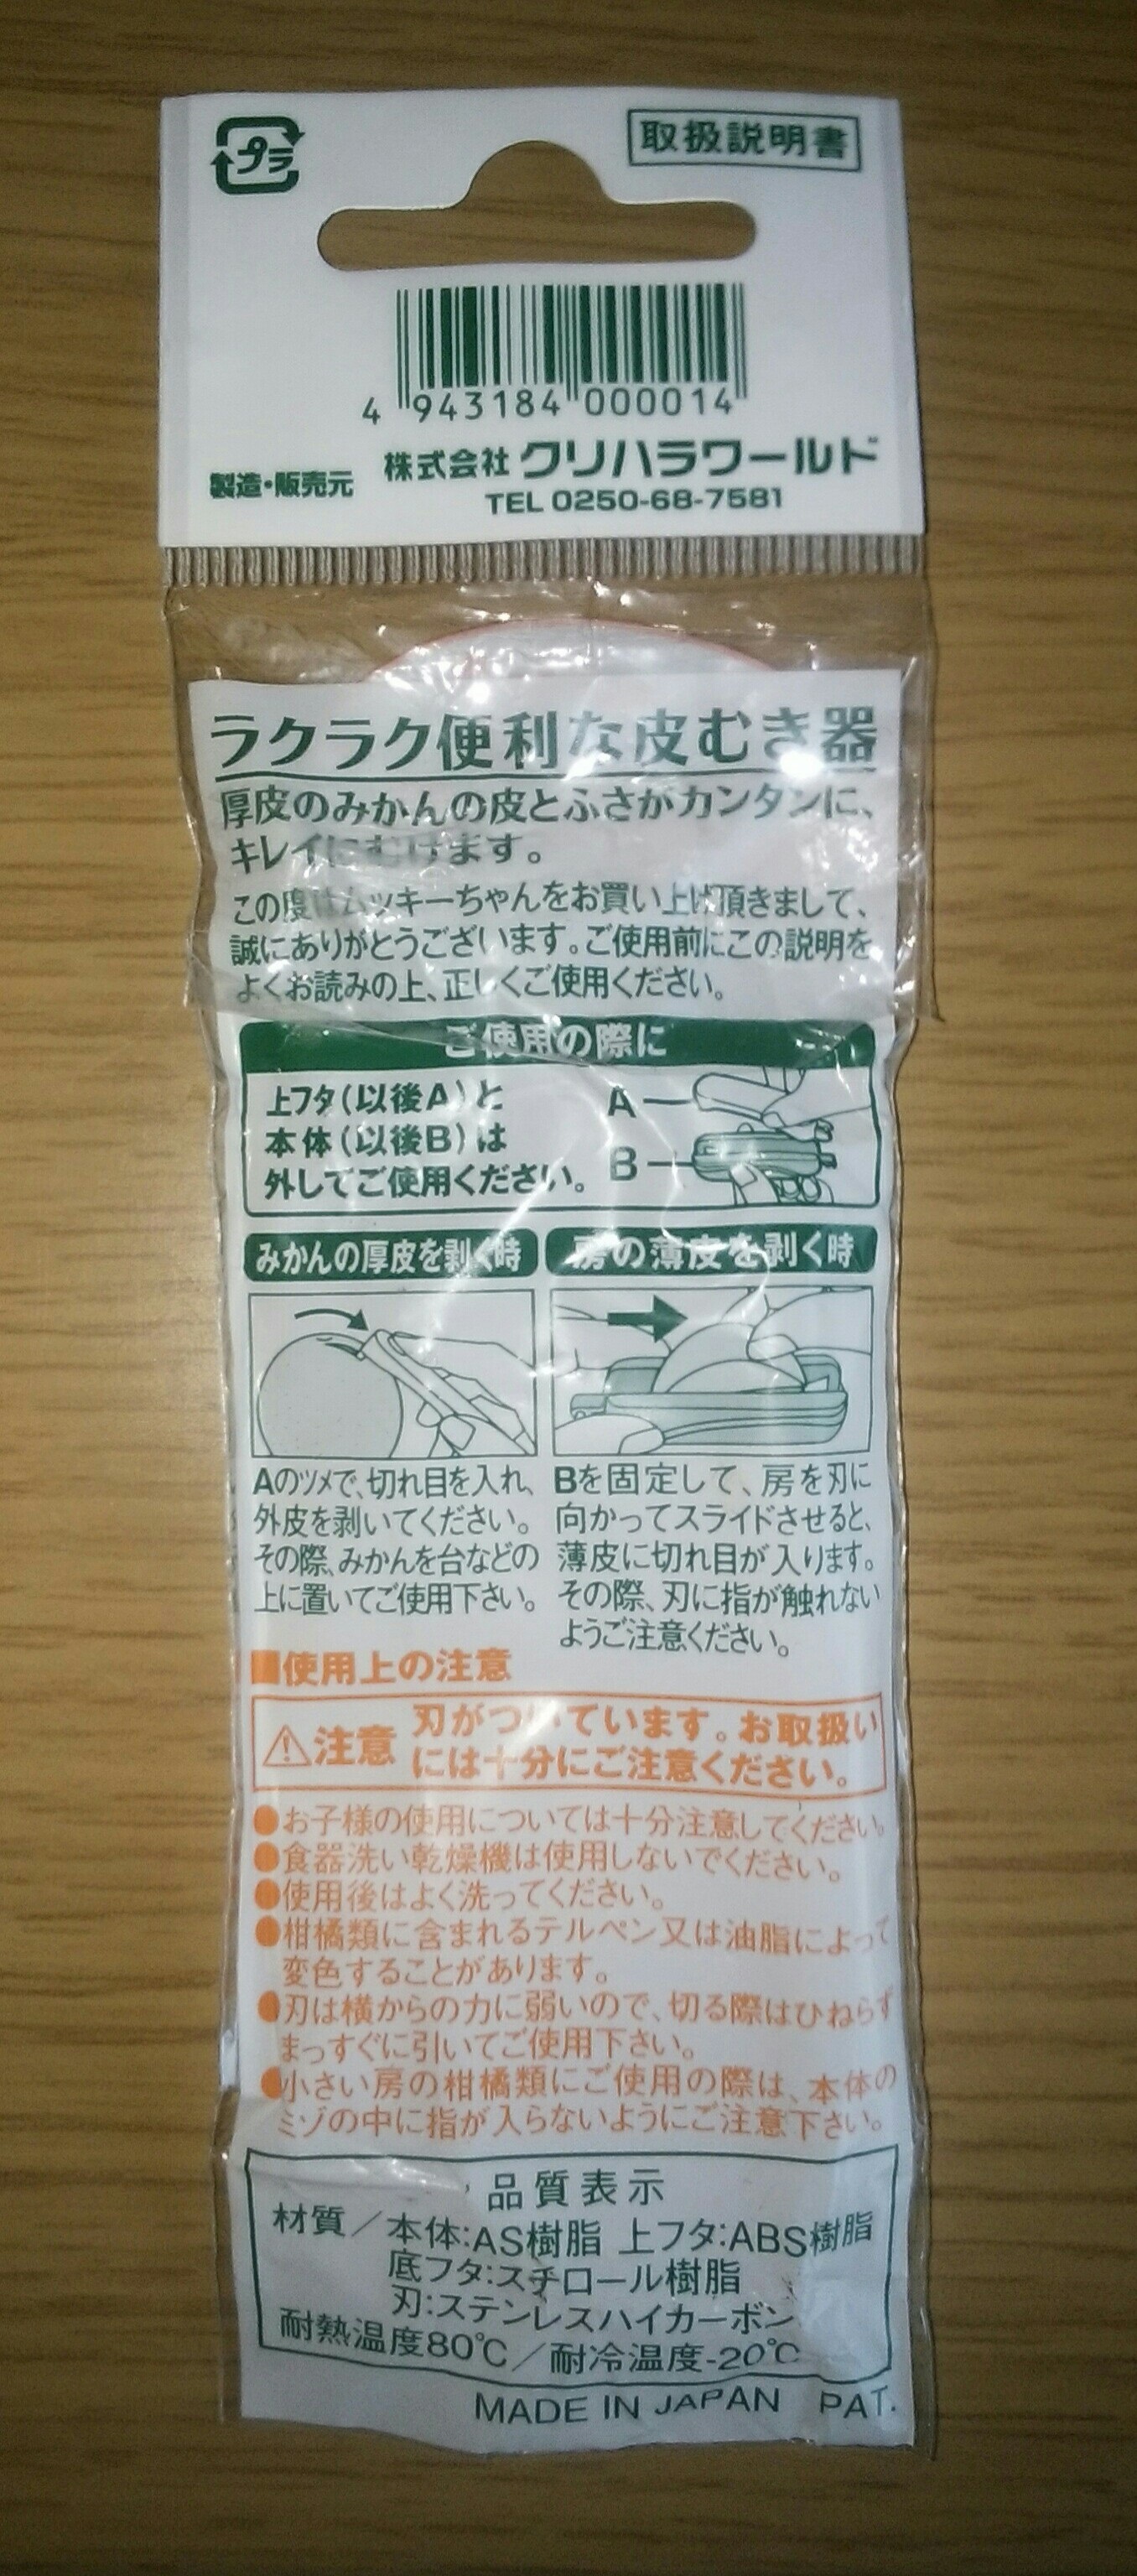 プラ
取扱説明書
4 943184 000014
製造・販売元 株式会社 クリハラワールド
TEL 0250-68-7581
ラクラク便利な皮むき器
厚皮のみかんの皮とふさがカンタンに、
キレイにむけます。
この度はムッキーちゃんをお買い上げ頂きまして、
誠にありがとうございます。ご使用前にこの説明を
よくお読みの上、正しくご使用ください。
ご使用の際に
上フタ(以後A)と
本体(以後B)は
外してご使用ください。
A
B
みかんの厚皮を剥く時
Aのツメで、切れ目を入れ、
外皮を剥いてください。
その際、みかんを台などの
上に置いてご使用下さい。
房の薄皮を剥く時
Bを固定して、房を刃に
向かってスライドさせると、
薄皮に切れ目が入ります。
その際、刃に指が触れない
ようご注意ください。
■使用上の注意
⚠注意 刃がついています。お取扱い
には十分にご注意ください。
●お子様の使用については十分注意してください。
●食器洗い乾燥機は使用しないでください。
●使用後はよく洗ってください。
●柑橘類に含まれるテルペン又は油脂によって
変色することがあります。
●刃は横からの力に弱いので、切る際はひねらず
まっすぐに引いてご使用下さい。
●小さい房の柑橘類にご使用の際は、本体の
ミゾの中に指が入らないようにご注意下さい。
品質表示
材質／本体:AS樹脂 上フタ:ABS樹脂
底フタ:スチロール樹脂
刃:ステンレスハイカーボン
耐熱温度80℃／耐冷温度-20℃
MADE IN JAPAN PAT.